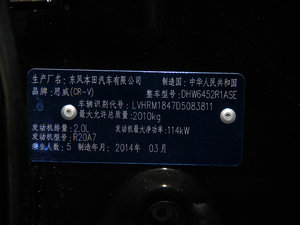 生产厂名：东风本田汽车有限公司 制造国：中华人民共和国
品牌：思威(CR-V) 整车型号：DHW6452R1ASE
车辆识别代号：LVHRM1847D5083811
最大允许总质量：2010kg
发动机排量：2.0L 发动机最大净功率：114kW
发动机型号：R20A7
乘坐人数：5 制造年月：2014年 03月